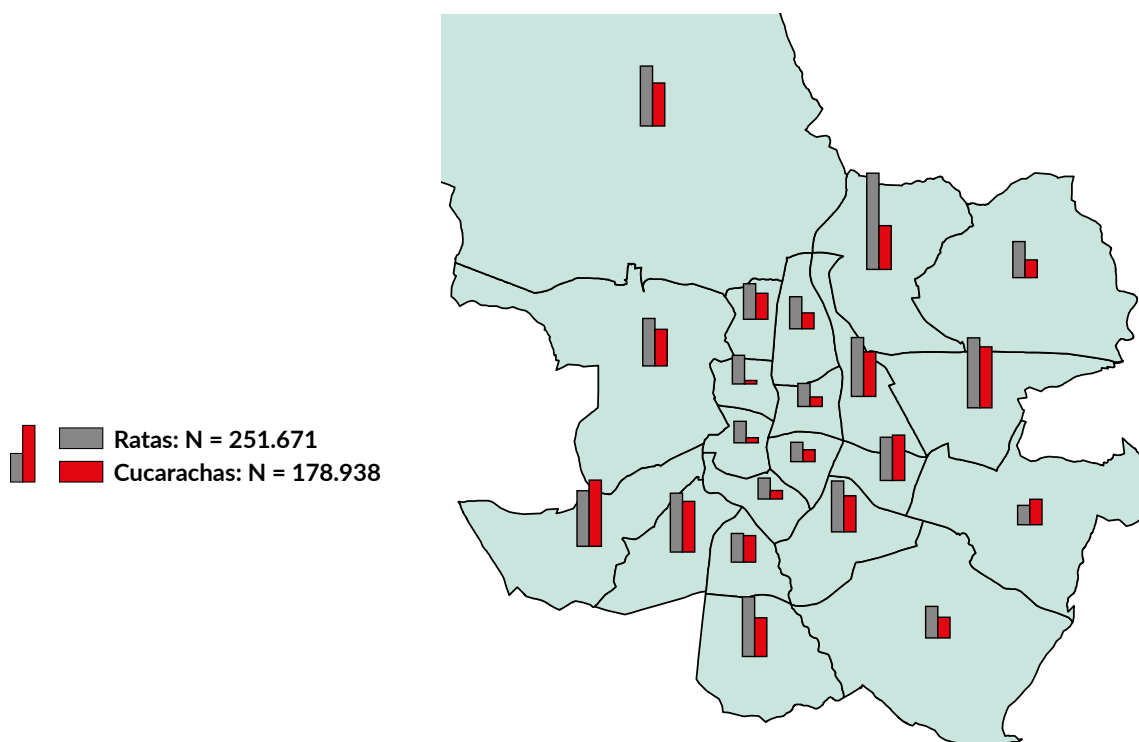 Ratas: N = 251.671
Cucarachas: N = 178.938